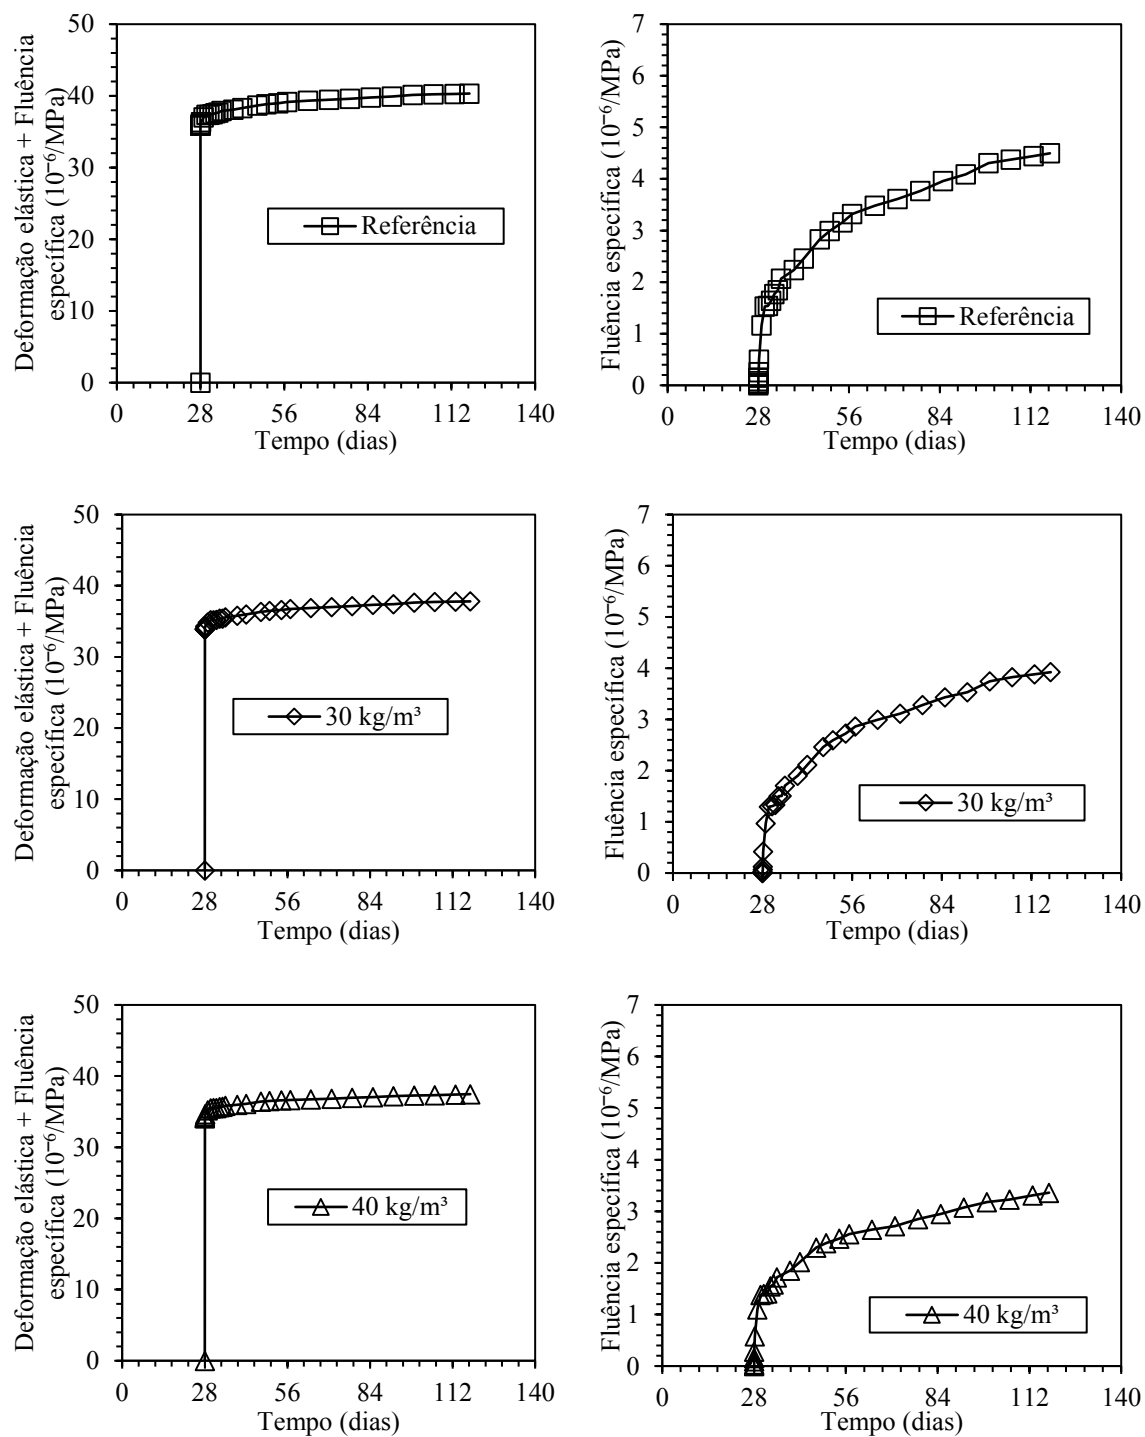 Deformação elástica + Fluência
específica (10⁻⁶/MPa)
50
40
30
20
10
0
0 28 56 84 112 140
Tempo (dias)
Referência
Fluência específica (10⁻⁶/MPa)
7
6
5
4
3
2
1
0
0 28 56 84 112 140
Tempo (dias)
Referência
Deformação elástica + Fluência
específica (10⁻⁶/MPa)
50
40
30
20
10
0
0 28 56 84 112 140
Tempo (dias)
30 kg/m³
Fluência específica (10⁻⁶/MPa)
7
6
5
4
3
2
1
0
0 28 56 84 112 140
Tempo (dias)
30 kg/m³
Deformação elástica + Fluência
específica (10⁻⁶/MPa)
50
40
30
20
10
0
0 28 56 84 112 140
Tempo (dias)
40 kg/m³
Fluência específica (10⁻⁶/MPa)
7
6
5
4
3
2
1
0
0 28 56 84 112 140
Tempo (dias)
40 kg/m³